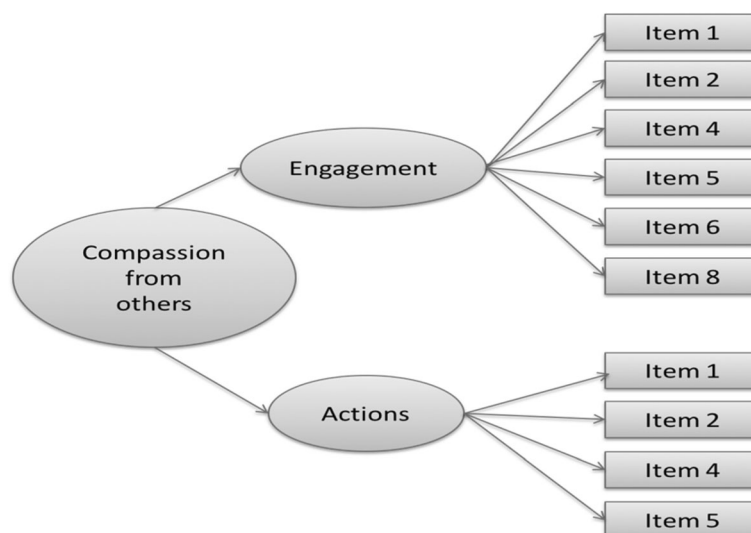 Item 1
Item 2
Engagement
Item 4
Item 5
Item 6
Compassion
from
others
Item 8
Item 1
Actions
Item 2
Item 4
Item 5